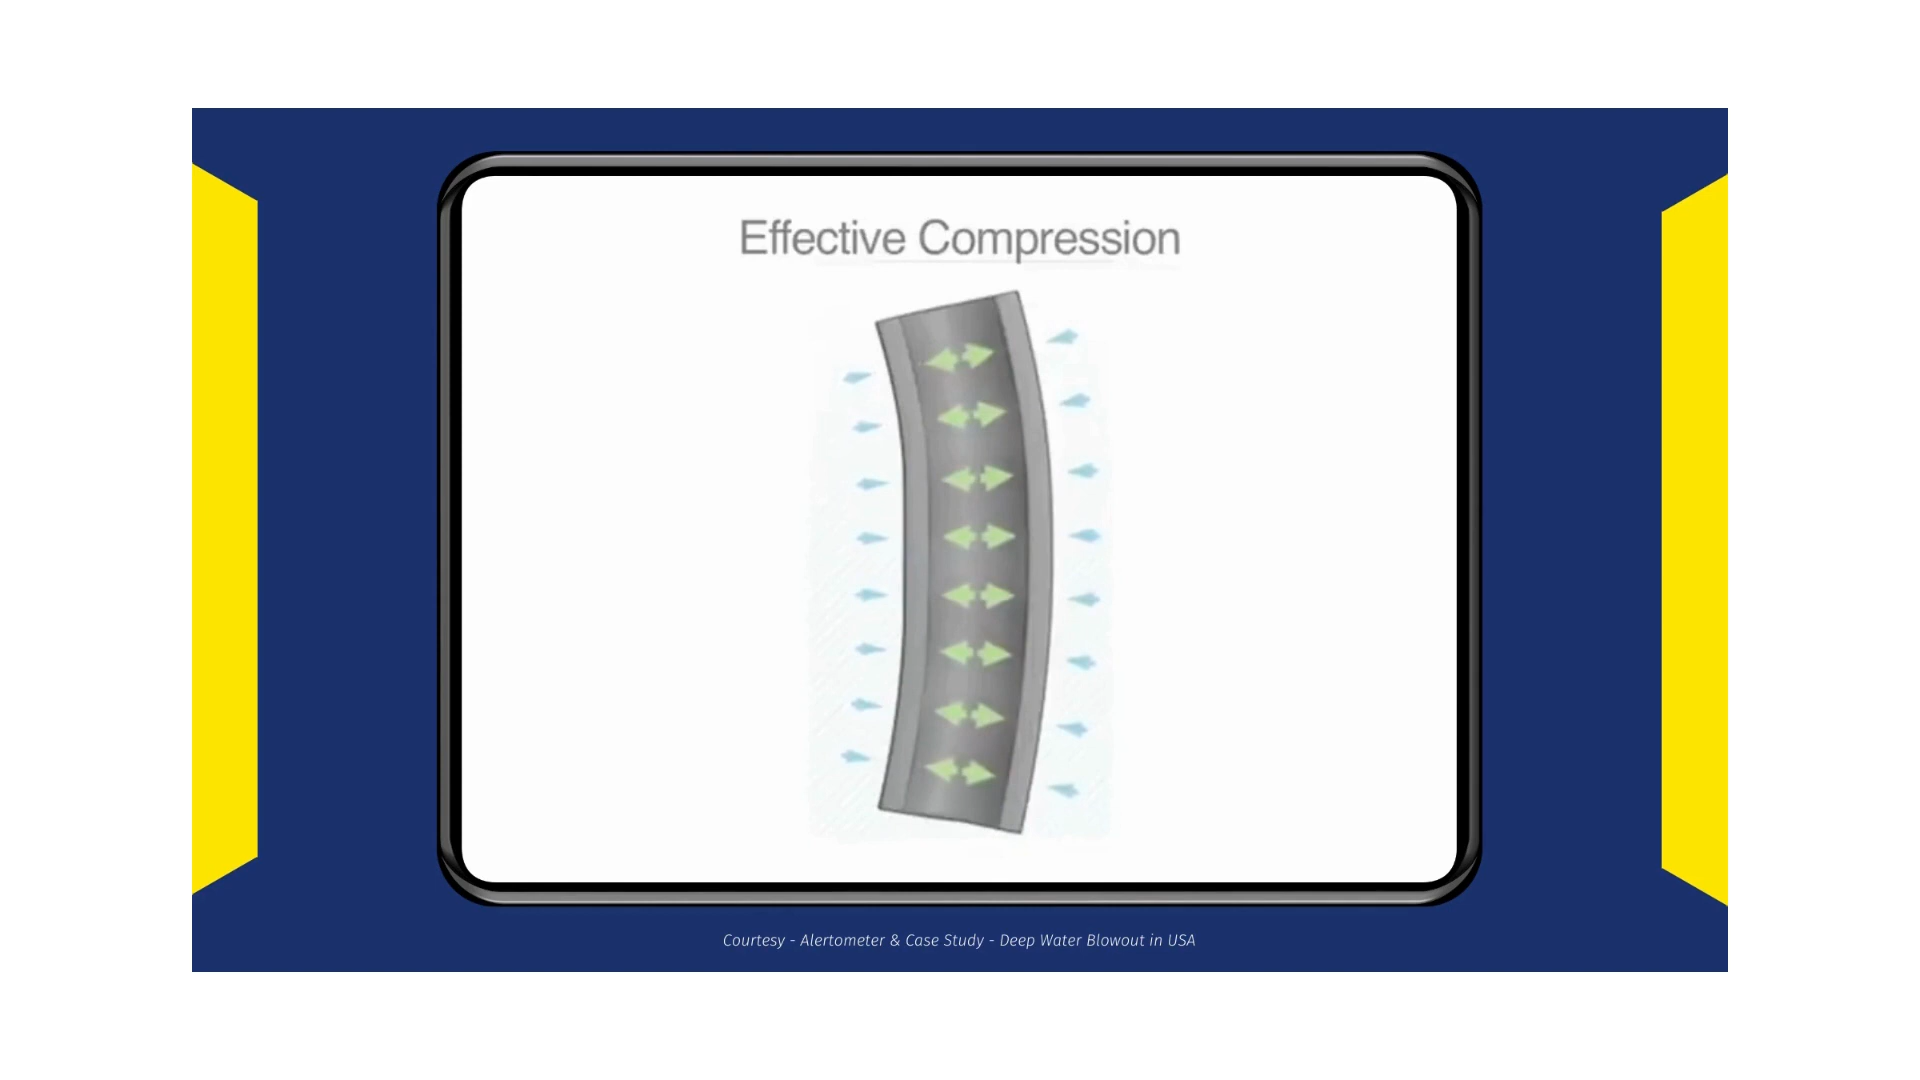 Effective Compression
Courtesy - Alertometer & Case Study - Deep Water Blowout in USA